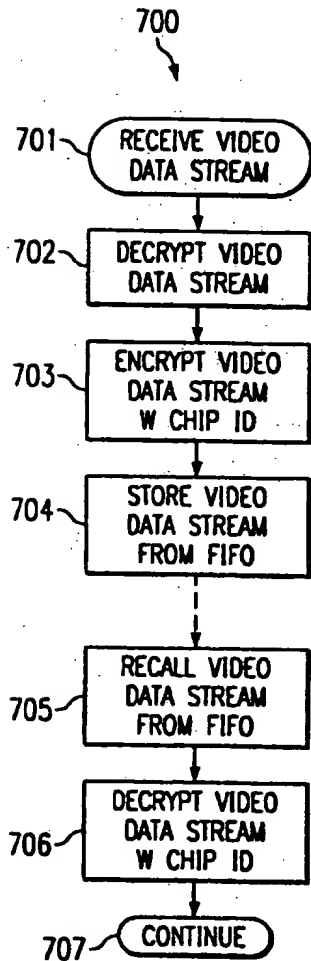 700
701
RECEIVE VIDEO
DATA STREAM
702
DECRYPT VIDEO
DATA STREAM
703
ENCRYPT VIDEO
DATA STREAM
W CHIP ID
704
STORE VIDEO
DATA STREAM
FROM FIFO
705
RECALL VIDEO
DATA STREAM
FROM FIFO
706
DECRYPT VIDEO
DATA STREAM
W CHIP ID
707
CONTINUE